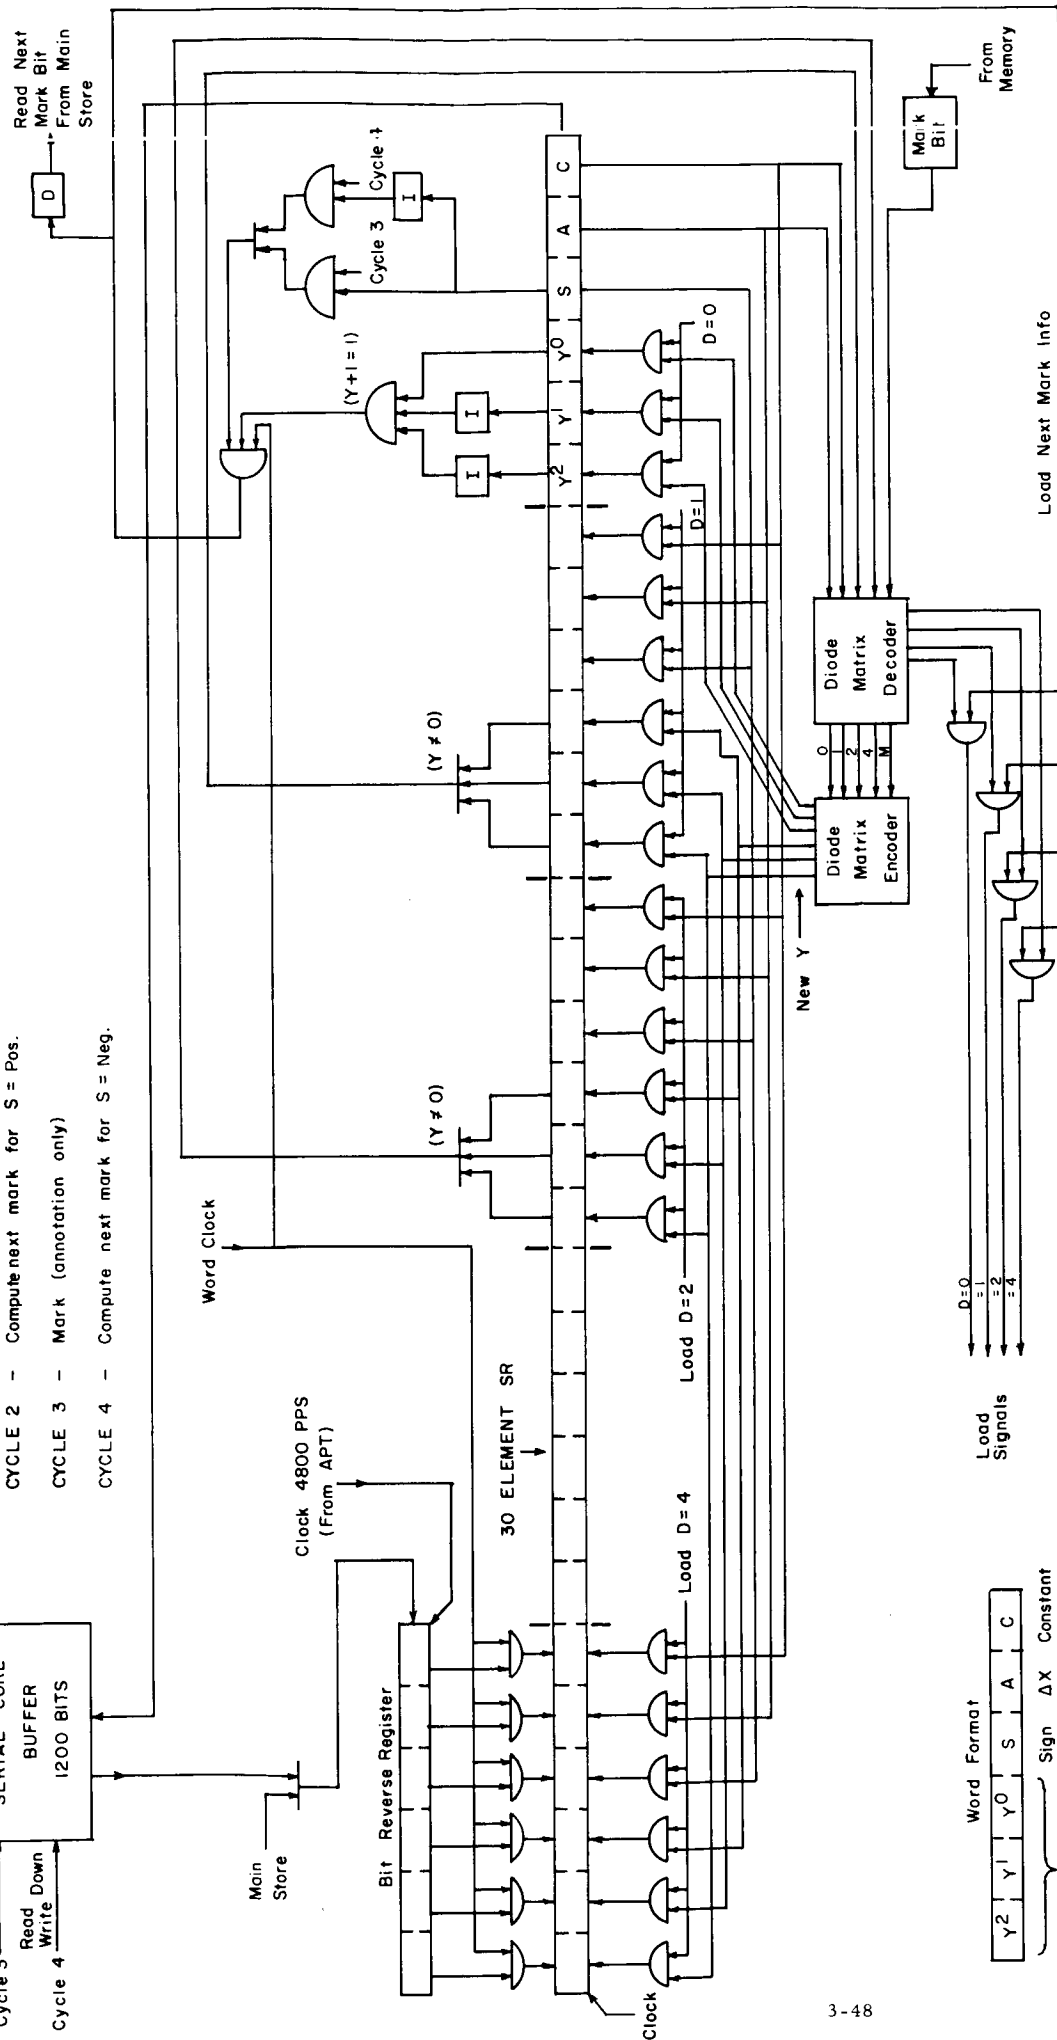 Cycle 3
Read Down
Write
Cycle 4
SERIAL CORE
BUFFER
1200 BITS
CYCLE 2 - Compute next mark for S = Pos.
CYCLE 3 - Mark (annotation only)
CYCLE 4 - Compute next mark for S = Neg.
Read Next
Mark Bit
From Main
Store
D
Main
Store
Clock 4800 PPS
(From APT)
Word Clock
Bit Reverse Register
30 ELEMENT SR
(Y ≠ 0)
(Y ≠ 0)
(Y+1=1)
I
I
Cycle 3
Cycle 4
I
Y2 Y1 Y0 S A C
Clock
Load D=4
Load D=2
D=1
D=0
New Y
Diode
Matrix
Encoder
0
1
2
4
M
Diode
Matrix
Decoder
Mark
Bit
From
Memory
Load
Signals
D=0
=1
=2
=4
Load Next Mark Info
Word Format
Y2 Y1 Y0 S A C
Sign ΔX Constant
3-48